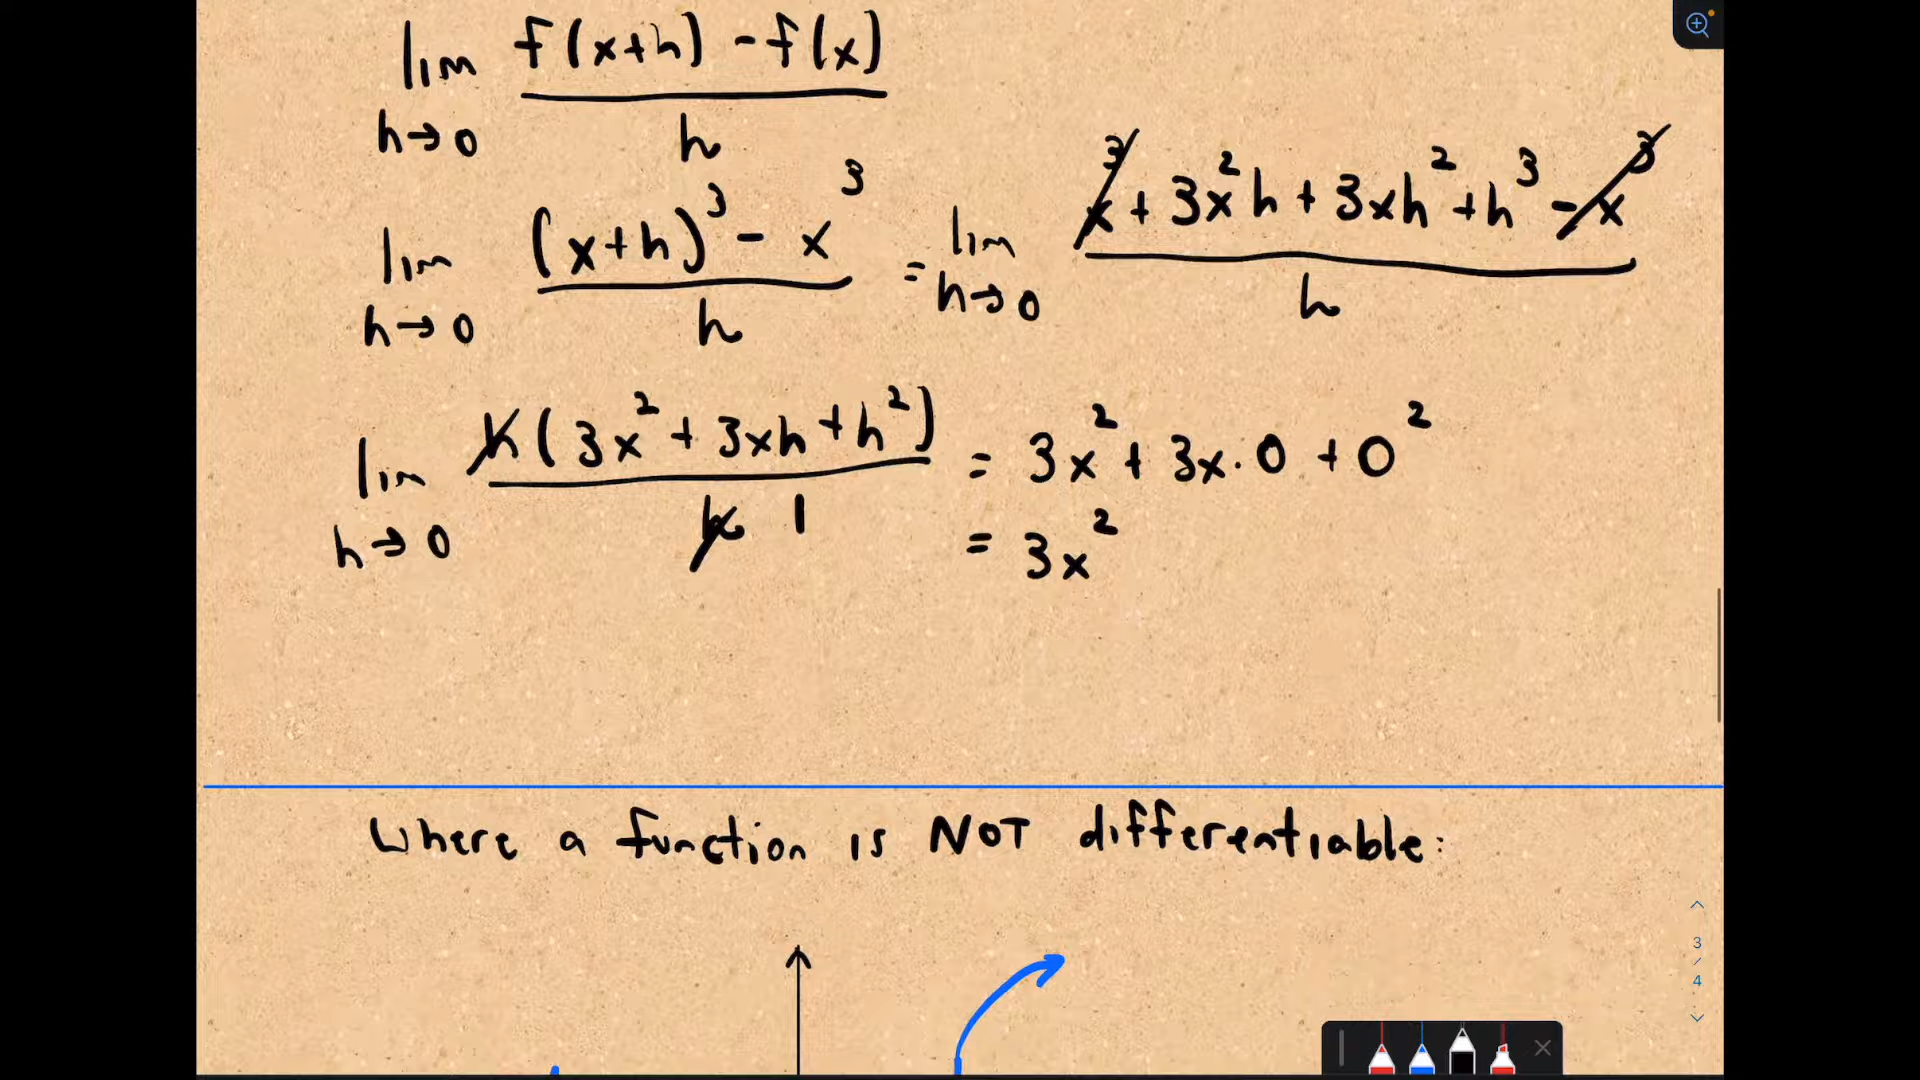 lim f(x+h) - f(x)
h→0 h
lim (x+h)³ - x³ = lim x³ + 3x²h + 3xh² + h³ - x³
h→0 h h→0 h
lim h(3x² + 3xh + h²) = 3x² + 3x·0 + 0²
h→0 h 1 = 3x²
Where a function is NOT differentiable:
3
/
4